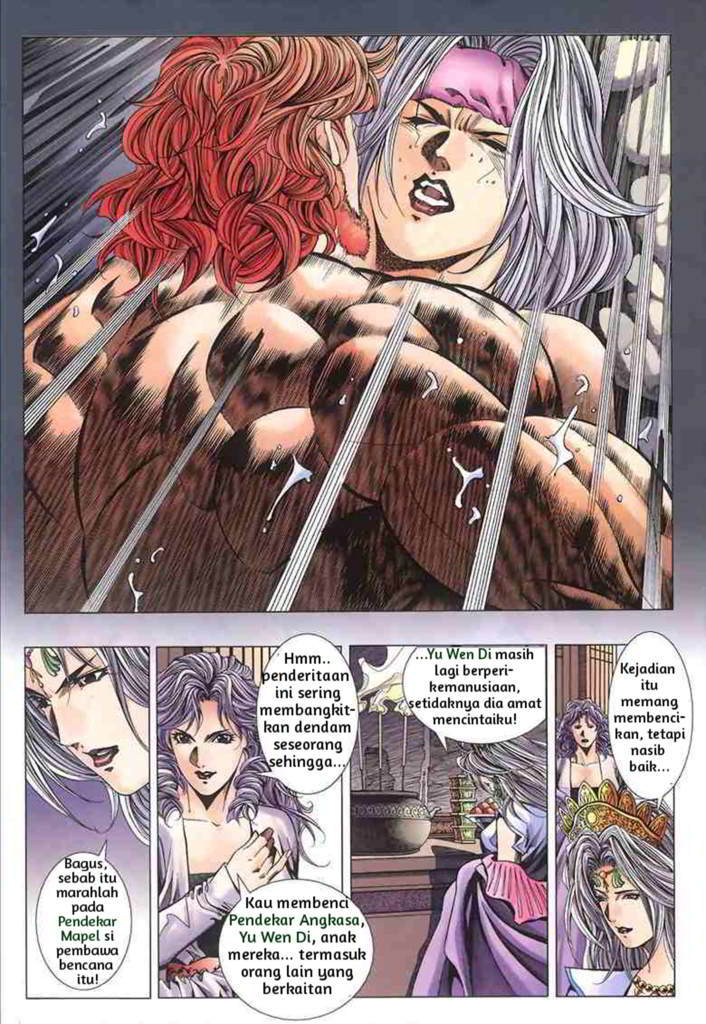 Bagus,
sebab itu
marahlah
pada
Pendekar
Mapel si
pembawa
bencana
itu!
Hmm..
penderitaan
ini sering
membangkit-
kan dendam
seseorang
sehingga...
Kau membenci
Pendekar Angkasa,
Yu Wen Di, anak
mereka... termasuk
orang lain yang
berkaitan
...Yu Wen Di masih
lagi berperi-
kemanusiaan,
setidaknya dia amat
mencintaiku!
Kejadian
itu
memang
membenci-
kan, tetapi
nasib
baik...